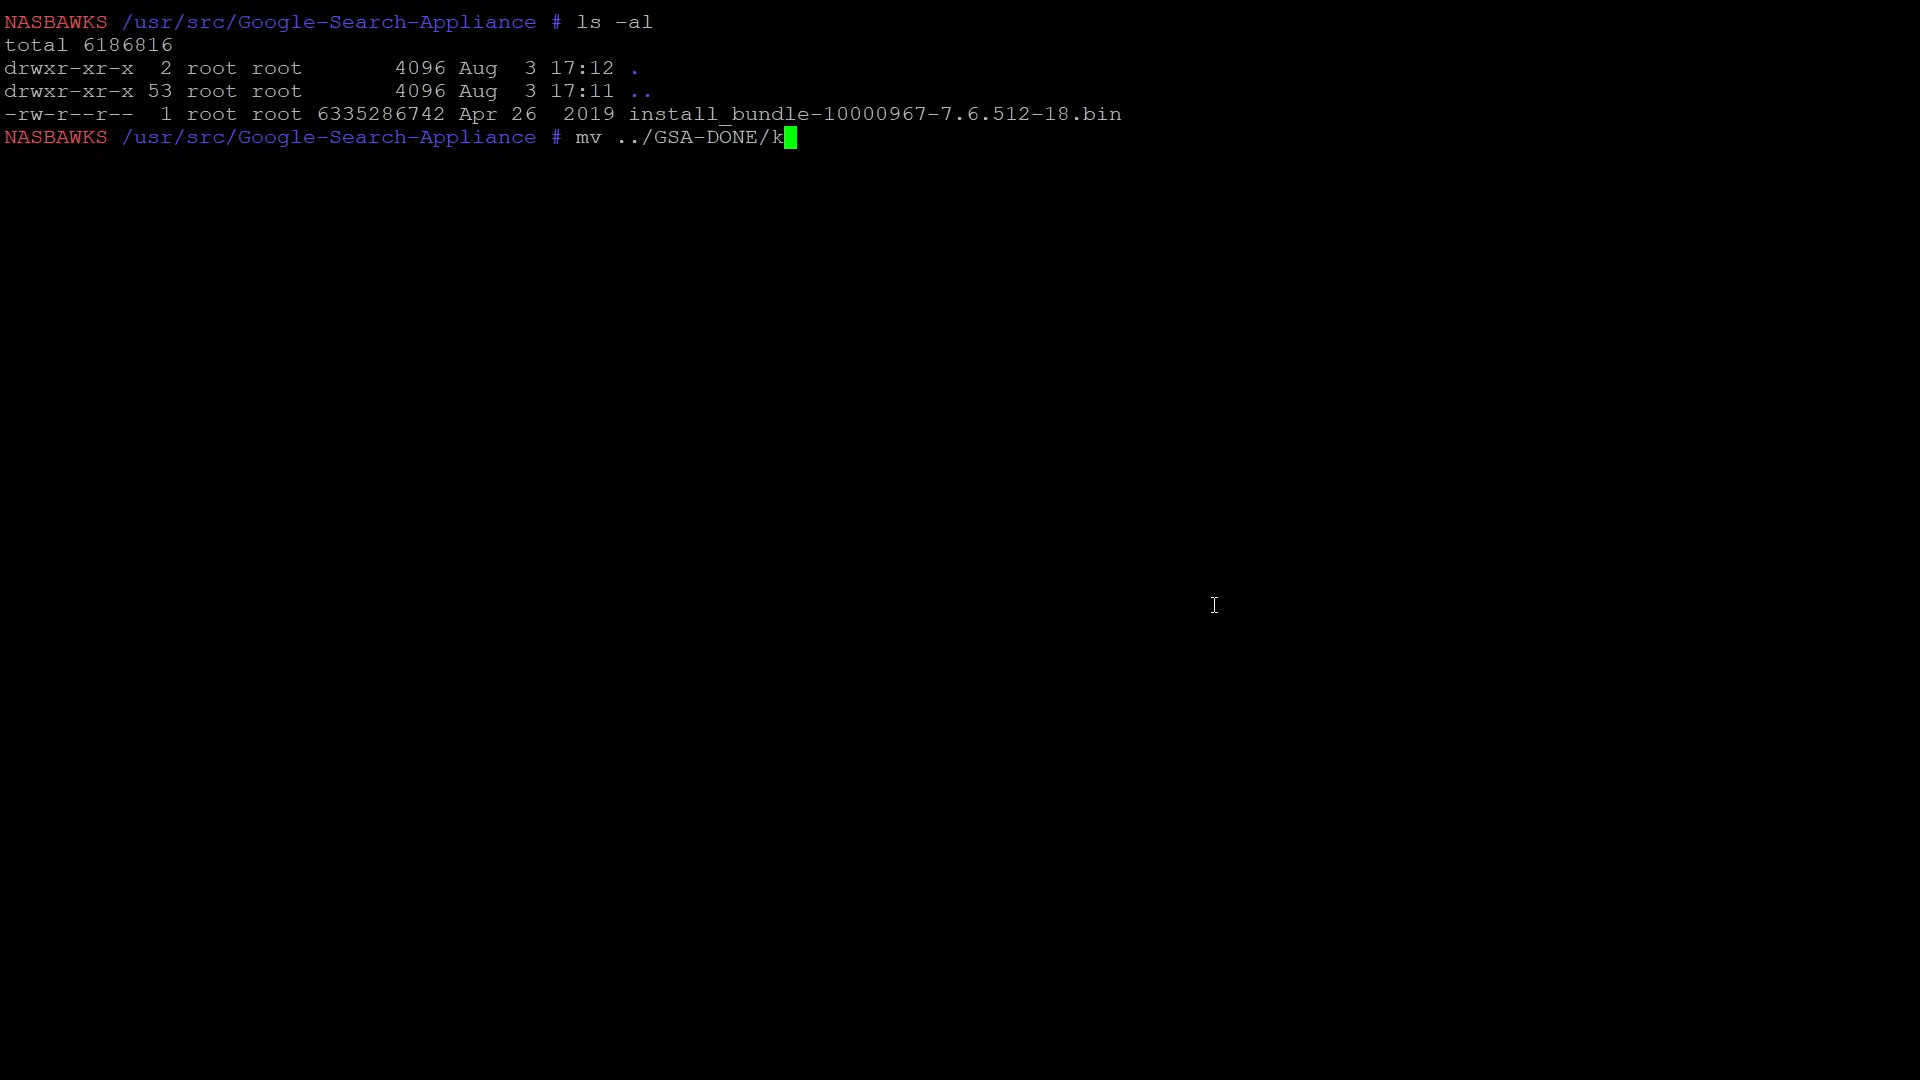 NASBAWKS /usr/src/Google-Search-Appliance # ls -al
total 6186816
drwxr-xr-x  2 root root       4096 Aug  3 17:12 .
drwxr-xr-x 53 root root       4096 Aug  3 17:11 ..
-rw-r--r--  1 root root 6335286742 Apr 26  2019 install_bundle-10000967-7.6.512-18.bin
NASBAWKS /usr/src/Google-Search-Appliance # mv ../GSA-DONE/k